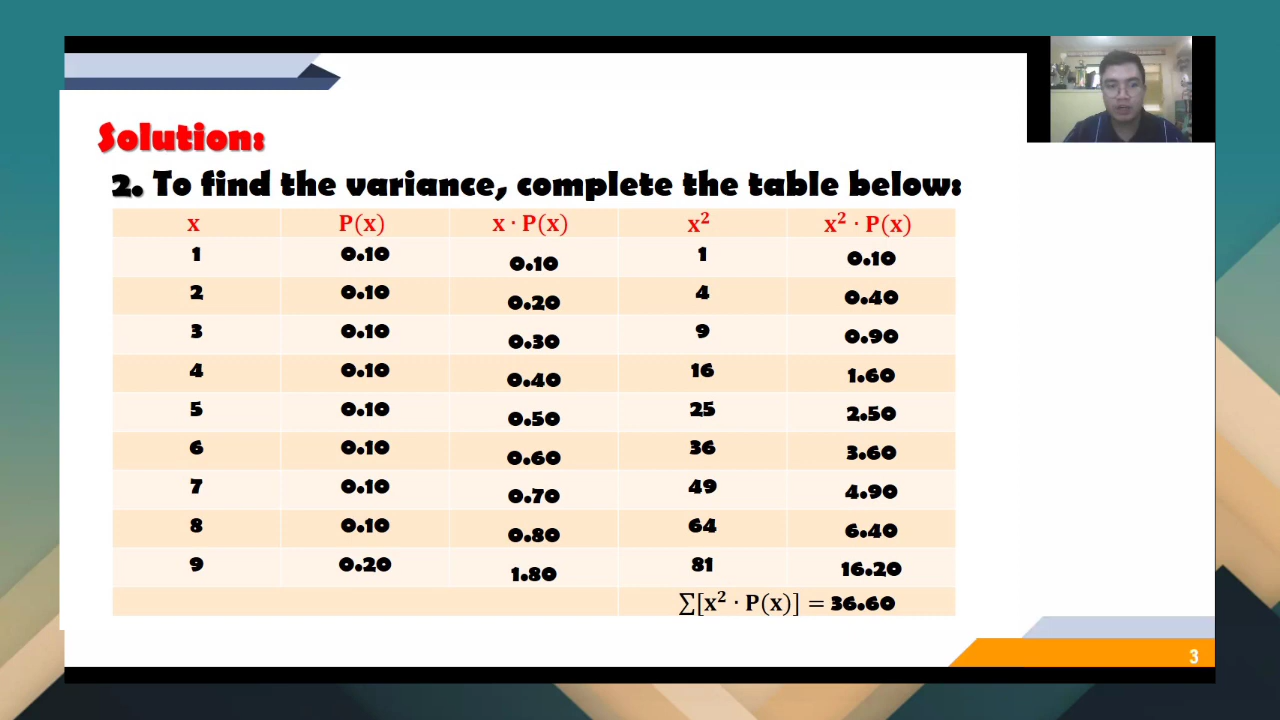 Solution:
2. To find the variance, complete the table below:
x P(x) x · P(x) x² x² · P(x)
1 0.10 0.10 1 0.10
2 0.10 0.20 4 0.40
3 0.10 0.30 9 0.90
4 0.10 0.40 16 1.60
5 0.10 0.50 25 2.50
6 0.10 0.60 36 3.60
7 0.10 0.70 49 4.90
8 0.10 0.80 64 6.40
9 0.20 1.80 81 16.20
∑[x² · P(x)] = 36.60
3